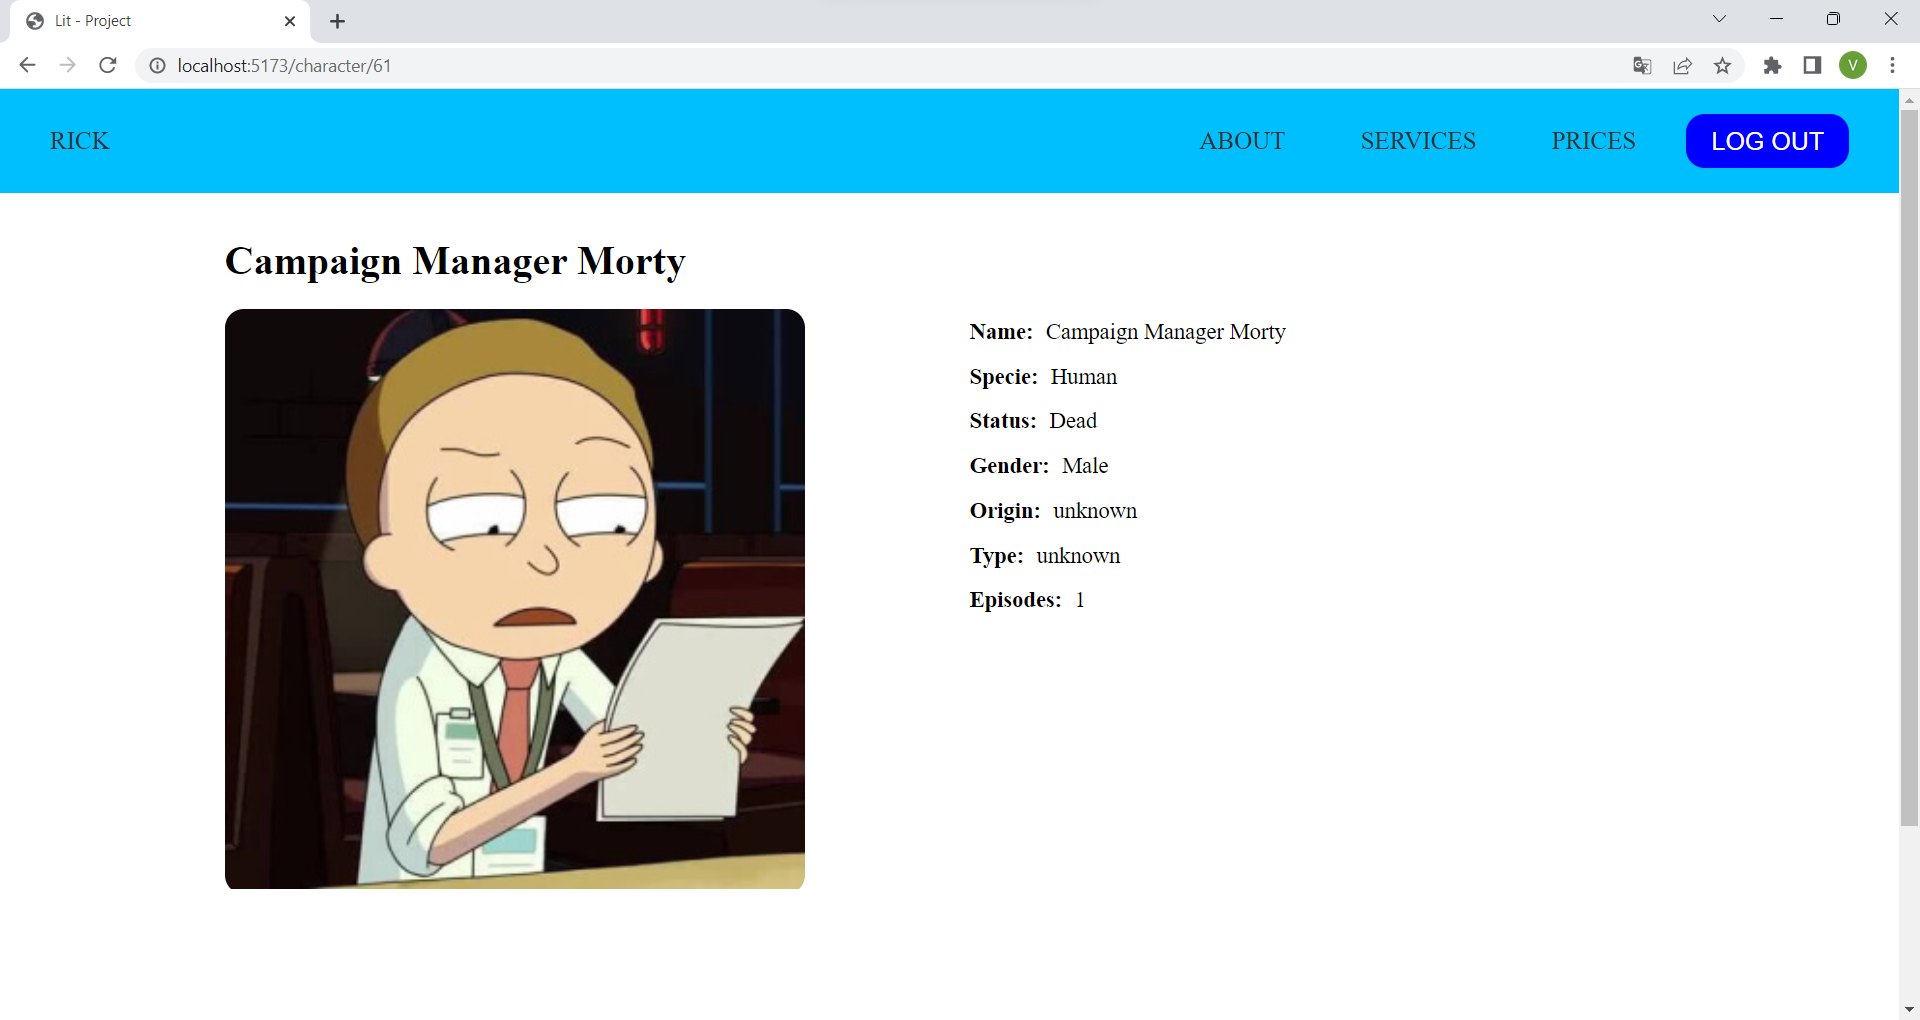 Lit - Project
localhost:5173/character/61
V
RICK ABOUT SERVICES PRICES LOG OUT
Campaign Manager Morty
Name: Campaign Manager Morty
Specie: Human
Status: Dead
Gender: Male
Origin: unknown
Type: unknown
Episodes: 1